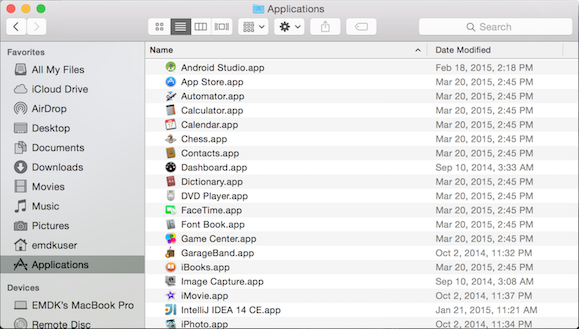 Applications
Search
Favorites
All My Files
iCloud Drive
AirDrop
Desktop
Documents
Downloads
Movies
Music
Pictures
emdkuser
Applications
Devices
EMDK's MacBook Pro
Remote Disc
Name Date Modified
Android Studio.app Feb 18, 2015, 2:18 PM
App Store.app Mar 20, 2015, 2:45 PM
Automator.app Mar 20, 2015, 2:45 PM
Calculator.app Mar 20, 2015, 2:45 PM
Calendar.app Mar 20, 2015, 2:45 PM
Chess.app Mar 20, 2015, 2:45 PM
Contacts.app Mar 20, 2015, 2:45 PM
Dashboard.app Sep 10, 2014, 3:33 AM
Dictionary.app Mar 20, 2015, 2:45 PM
DVD Player.app Mar 20, 2015, 2:45 PM
FaceTime.app Mar 20, 2015, 2:45 PM
Font Book.app Mar 20, 2015, 2:45 PM
Game Center.app Mar 20, 2015, 2:45 PM
GarageBand.app Oct 2, 2014, 11:32 PM
iBooks.app Mar 20, 2015, 2:45 PM
Image Capture.app Sep 10, 2014, 3:08 AM
iMovie.app Oct 2, 2014, 11:37 PM
IntelliJ IDEA 14 CE.app Jan 21, 2015, 11:21 AM
iPhoto.app Oct 2, 2014, 11:34 PM